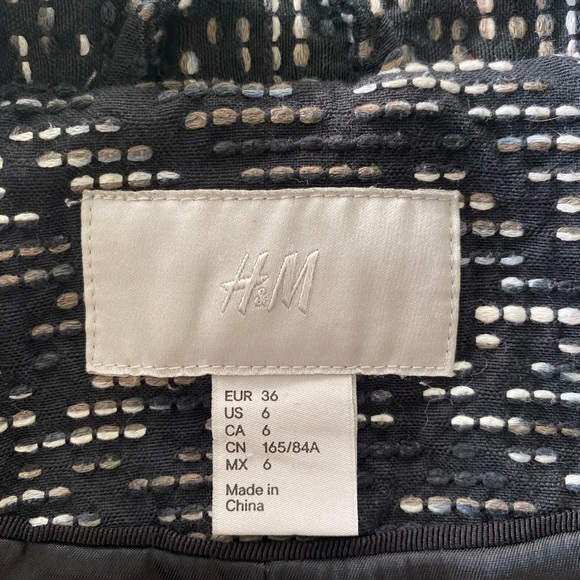 H&M
EUR 36
US 6
CA 6
CN 165/84A
MX 6
Made in
China